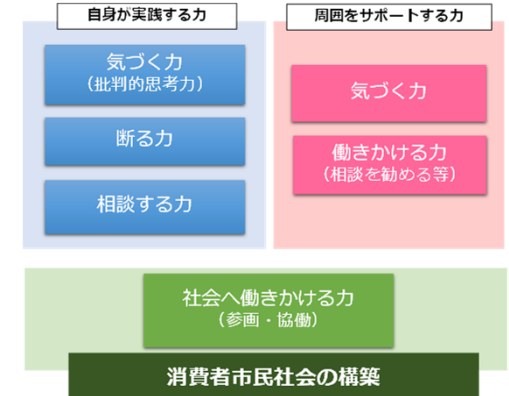 自身が実践する力
気づく力
（批判的思考力）
断る力
相談する力
周囲をサポートする力
気づく力
働きかける力
（相談を勧める等）
社会へ働きかける力
（参画・協働）
消費者市民社会の構築